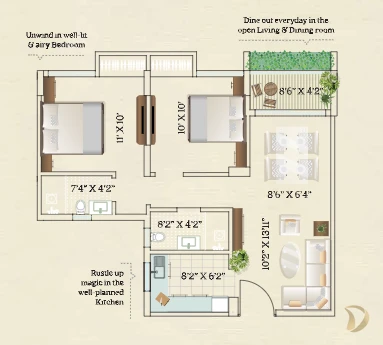 Dine out everyday in the
open Living & Dining room
Unwind in well-lit
& airy Bedroom
8'6" X 4'2"
11' X 10'
10' X 10'
7'4" X 4'2"
8'6" X 6'4"
8'2" X 4'2"
10'2" X 13'11"
8'2" X 6'2"
Rustle up
magic in the
well-planned
Kitchen